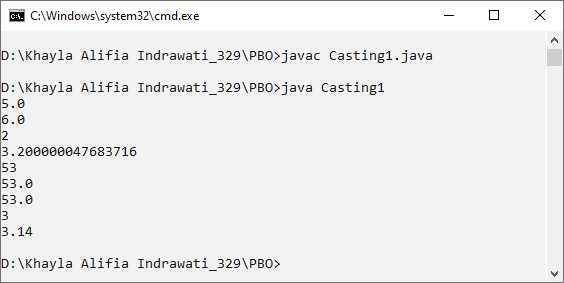 C:\Windows\system32\cmd.exe
D:\Khayla Alifia Indrawati_329\PBO>javac Casting1.java
D:\Khayla Alifia Indrawati_329\PBO>java Casting1
5.0
6.0
2
3.200000047683716
53
53.0
53.0
3
3.14
D:\Khayla Alifia Indrawati_329\PBO>